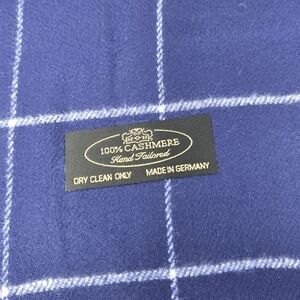 100% CASHMERE
Hand Tailored
DRY CLEAN ONLY MADE IN GERMANY